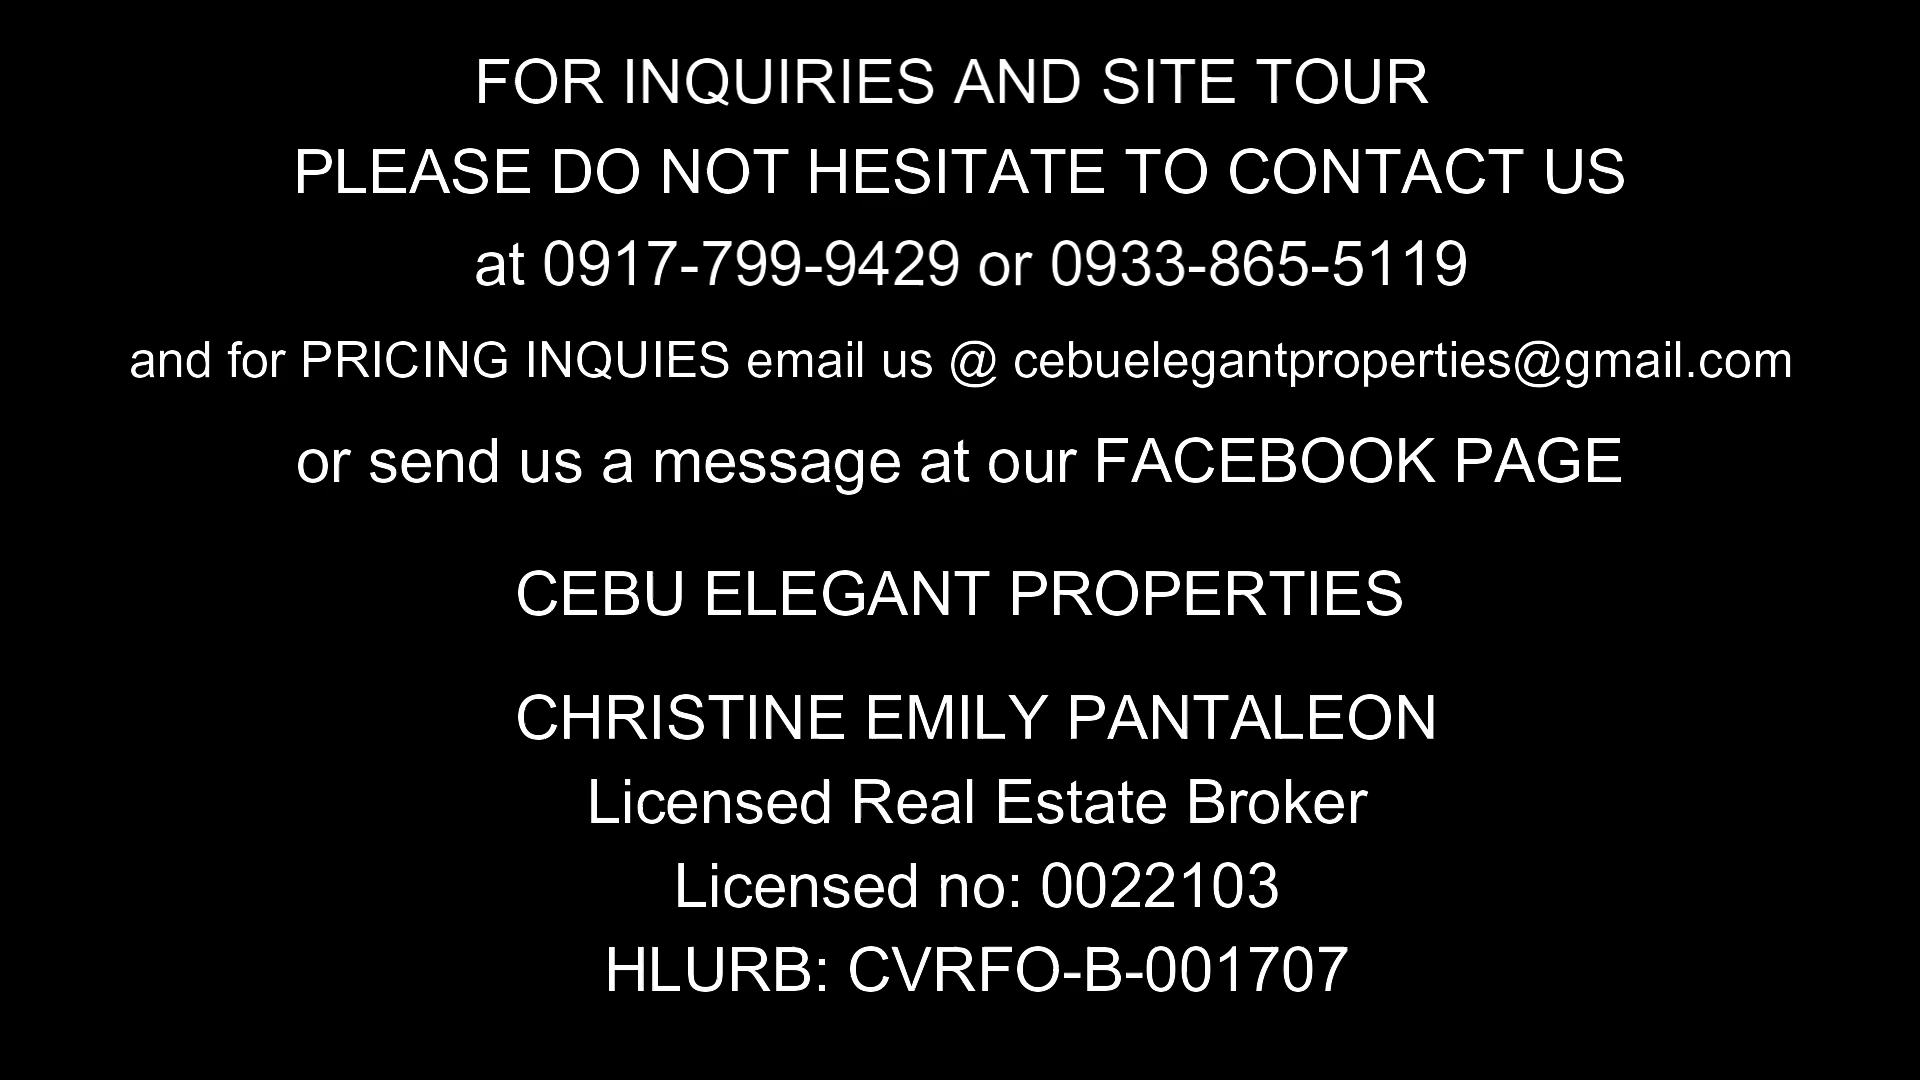 FOR INQUIRIES AND SITE TOUR
PLEASE DO NOT HESITATE TO CONTACT US
at 0917-799-9429 or 0933-865-5119
and for PRICING INQUIES email us @ cebuelegantproperties@gmail.com
or send us a message at our FACEBOOK PAGE
CEBU ELEGANT PROPERTIES
CHRISTINE EMILY PANTALEON
Licensed Real Estate Broker
Licensed no: 0022103
HLURB: CVRFO-B-001707